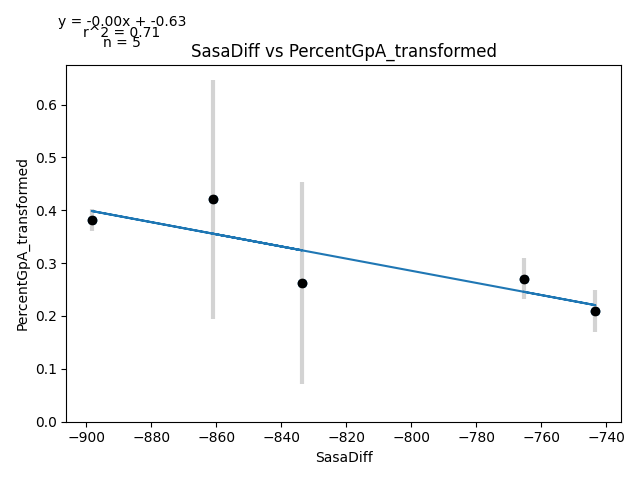 y = -0.00x + -0.63
r^2 = 0.71
n = 5
SasaDiff vs PercentGpA_transformed
0.6
0.5
0.4
0.3
0.2
0.1
0.0
PercentGpA_transformed
−900 −880 −860 −840 −820 −800 −780 −760 −740
SasaDiff